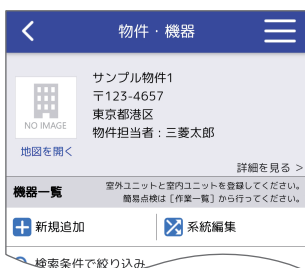 物件・機器
サンプル物件1
〒123-4657
東京都港区
物件担当者：三菱太郎
NO IMAGE
地図を開く
詳細を見る >
機器一覧
室外ユニットと室内ユニットを登録してください。
簡易点検は［作業一覧］から行ってください。
新規追加
系統編集
検索条件で絞り込み